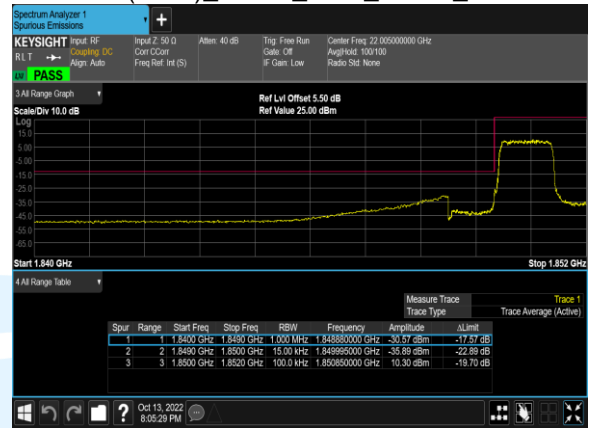 Spectrum Analyzer 1
Spurious Emissions
KEYSIGHT Input: RF Input Z: 50 Ω Atten: 40 dB Trig: Free Run Center Freq: 22.005000000 GHz
RLT Coupling: DC Corr CCorr Gate: Off Avg|Hold: 100/100
Align: Auto Freq Ref: Int (S) IF Gain: Low Radio Std: None
PASS
3 All Range Graph
Ref Lvl Offset 5.50 dB
Scale/Div 10.0 dB Ref Value 25.00 dBm
Log
15.0
5.00
-5.00
-15.0
-25.0
-35.0
-45.0
-55.0
-65.0
Start 1.840 GHz Stop 1.852 GHz
4 All Range Table
Measure Trace Trace 1
Trace Type Trace Average (Active)
Spur Range Start Freq Stop Freq RBW Frequency Amplitude ΔLimit
1 1 1.8400 GHz 1.8490 GHz 1.000 MHz 1.848880000 GHz -30.57 dBm -17.57 dB
2 2 1.8490 GHz 1.8500 GHz 15.00 kHz 1.849995000 GHz -35.89 dBm -22.89 dB
3 3 1.8500 GHz 1.8520 GHz 100.0 kHz 1.850850000 GHz 10.30 dBm -19.70 dB
? Oct 13, 2022
8:05:29 PM